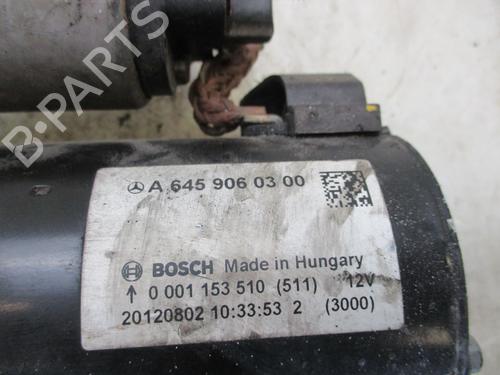 B-PARTS
A 645 906 03 00
BOSCH Made in Hungary
0 001 153 510 (511) 12V
20120802 10:33:53 2 (3000)